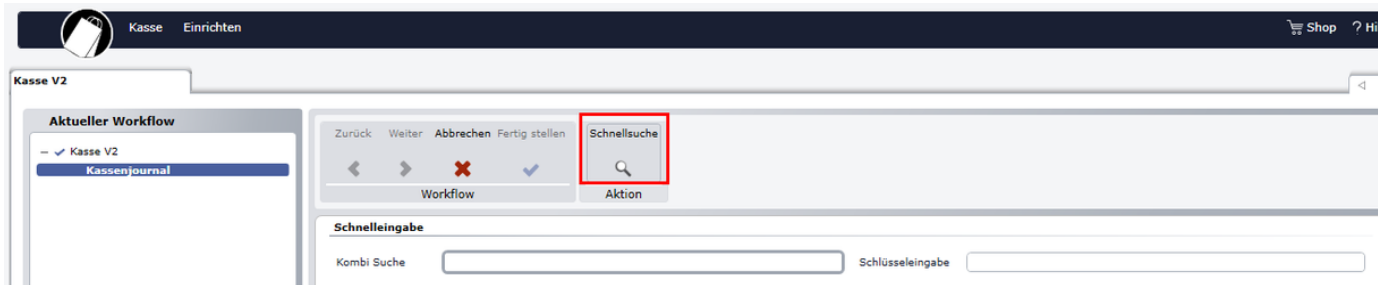 Kasse Einrichten Shop ? Hi
Kasse V2
Aktueller Workflow
Kasse V2
Kassenjournal
Zurück Weiter Abbrechen Fertig stellen Schnellsuche
Workflow Aktion
Schnelleingabe
Kombi Suche Schlüsseleingabe